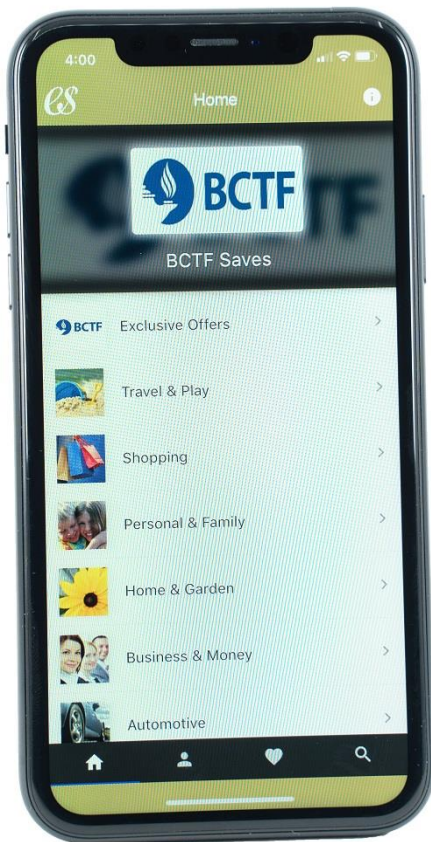 4:00
es Home
BCTF
BCTF Saves
BCTF Exclusive Offers
Travel & Play
Shopping
Personal & Family
Home & Garden
Business & Money
Automotive